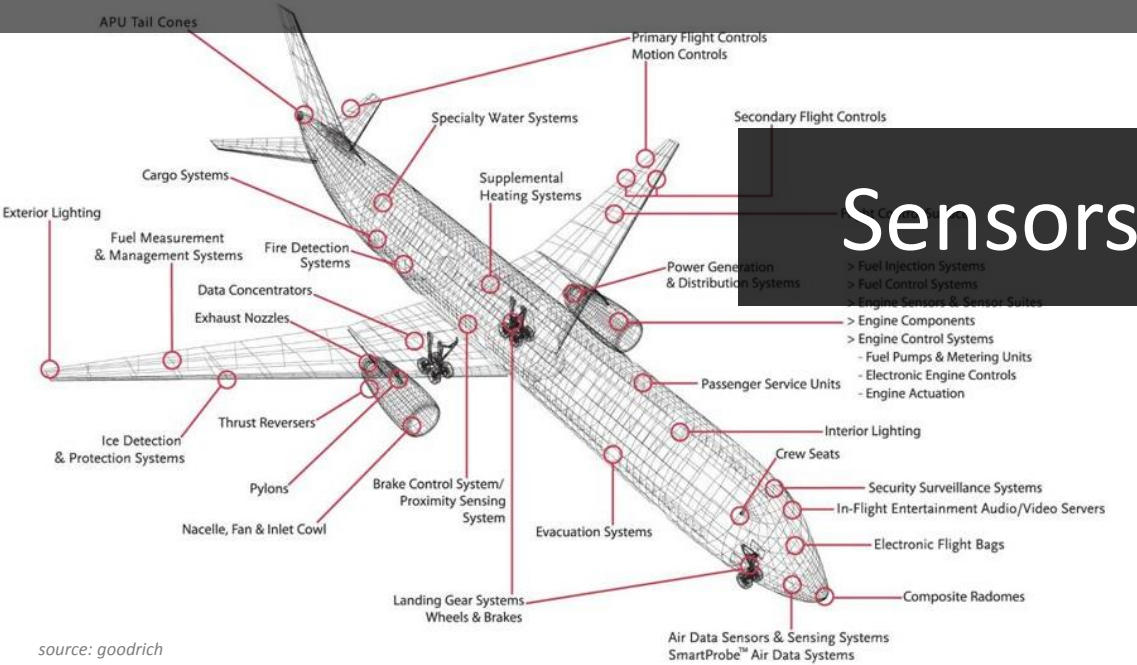 APU Tail Cones
Primary Flight Controls
Motion Controls
Specialty Water Systems
Secondary Flight Controls
Sensors
Cargo Systems
Supplemental
Heating Systems
Exterior Lighting
Fuel Measurement
& Management Systems
Fire Detection
Systems
Power Generation
& Distribution Systems
> Fuel Injection Systems
> Fuel Control Systems
> Engine Sensors & Sensor Suites
> Engine Components
> Engine Control Systems
- Fuel Pumps & Metering Units
- Electronic Engine Controls
- Engine Actuation
Data Concentrators
Exhaust Nozzles
Passenger Service Units
Thrust Reversers
Interior Lighting
Ice Detection
& Protection Systems
Crew Seats
Pylons
Brake Control System/
Proximity Sensing
System
Security Surveillance Systems
In-Flight Entertainment Audio/Video Servers
Nacelle, Fan & Inlet Cowl
Evacuation Systems
Electronic Flight Bags
Landing Gear Systems
Wheels & Brakes
Composite Radomes
Air Data Sensors & Sensing Systems
SmartProbe™ Air Data Systems
source: goodrich